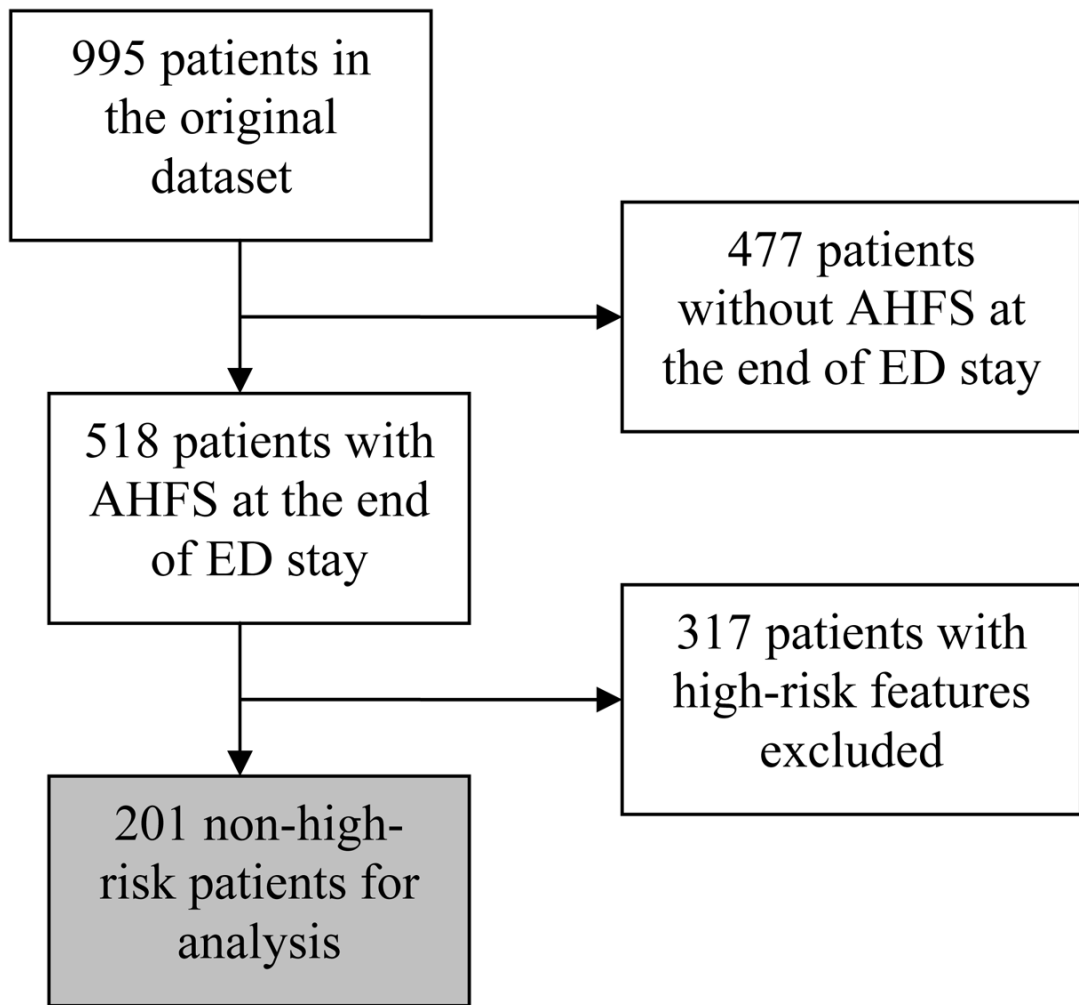 995 patients in
the original
dataset
477 patients
without AHFS at
the end of ED stay
518 patients with
AHFS at the end
of ED stay
317 patients with
high-risk features
excluded
201 non-high-
risk patients for
analysis